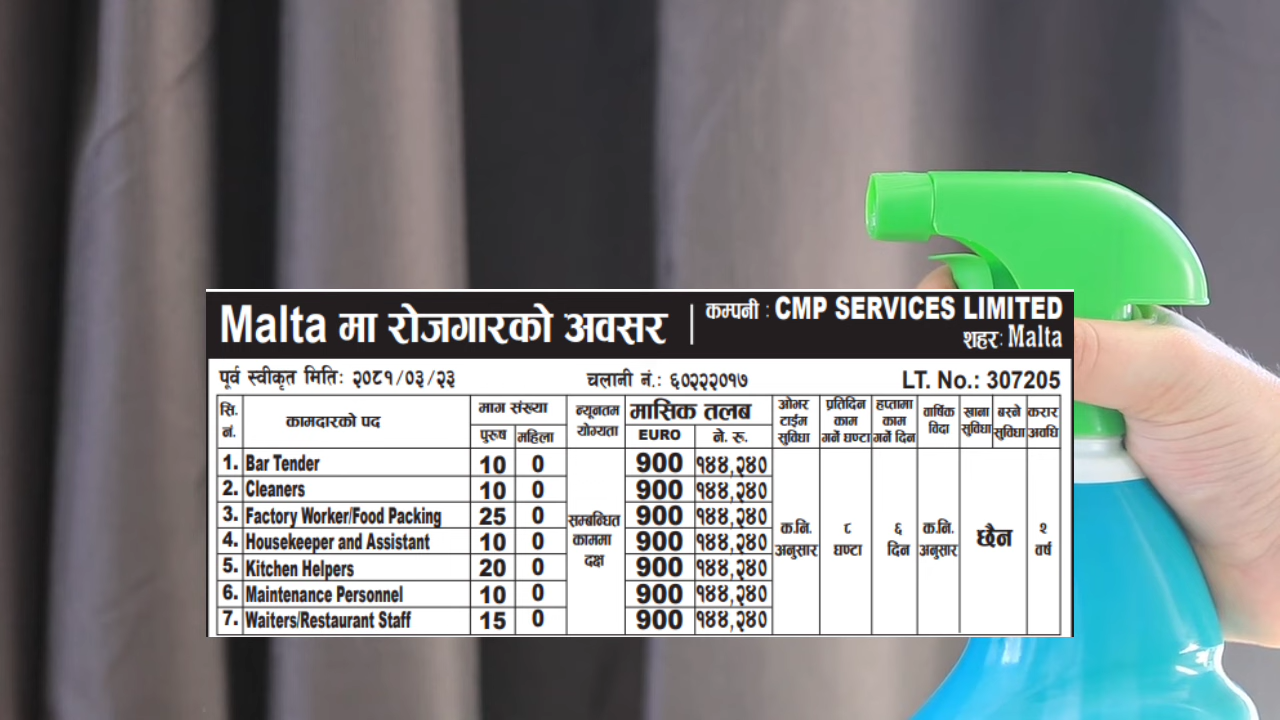 Malta मा रोजगारको अवसर
कम्पनी : CMP SERVICES LIMITED
शहर: Malta
पूर्व स्वीकृत मिति: २०८१/०३/२३ चलानी नं.: ६०२२२०१७ LT. No.: 307205
सि. नं. कामदारको पद माग संख्या न्यूनतम योग्यता मासिक तलब ओभर टाईम सुविधा प्रतिदिन काम गर्ने घण्टा हप्तामा काम गर्ने दिन वार्षिक विदा खाना सुविधा बस्ने सुविधा करार अवधि
पुरुष महिला EURO ने. रु.
1. Bar Tender 10 0 900 १४४,२४०
2. Cleaners 10 0 900 १४४,२४०
3. Factory Worker/Food Packing 25 0 900 १४४,२४०
4. Housekeeper and Assistant 10 0 900 १४४,२४०
5. Kitchen Helpers 20 0 900 १४४,२४०
6. Maintenance Personnel 10 0 900 १४४,२४०
7. Waiters/Restaurant Staff 15 0 900 १४४,२४०
सम्बन्धित काममा दक्ष क.नि. अनुसार ८ घण्टा ६ दिन क.नि. अनुसार छैन २ वर्ष